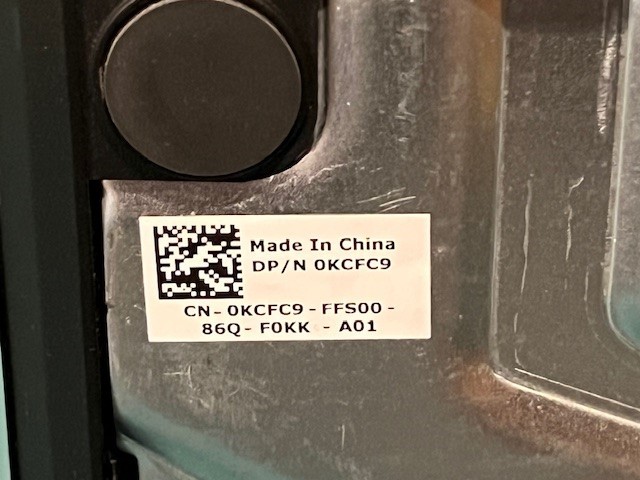 Made In China
DP/N 0KCFC9
CN- 0KCFC9 - FFS00 -
86Q- F0KK - A01